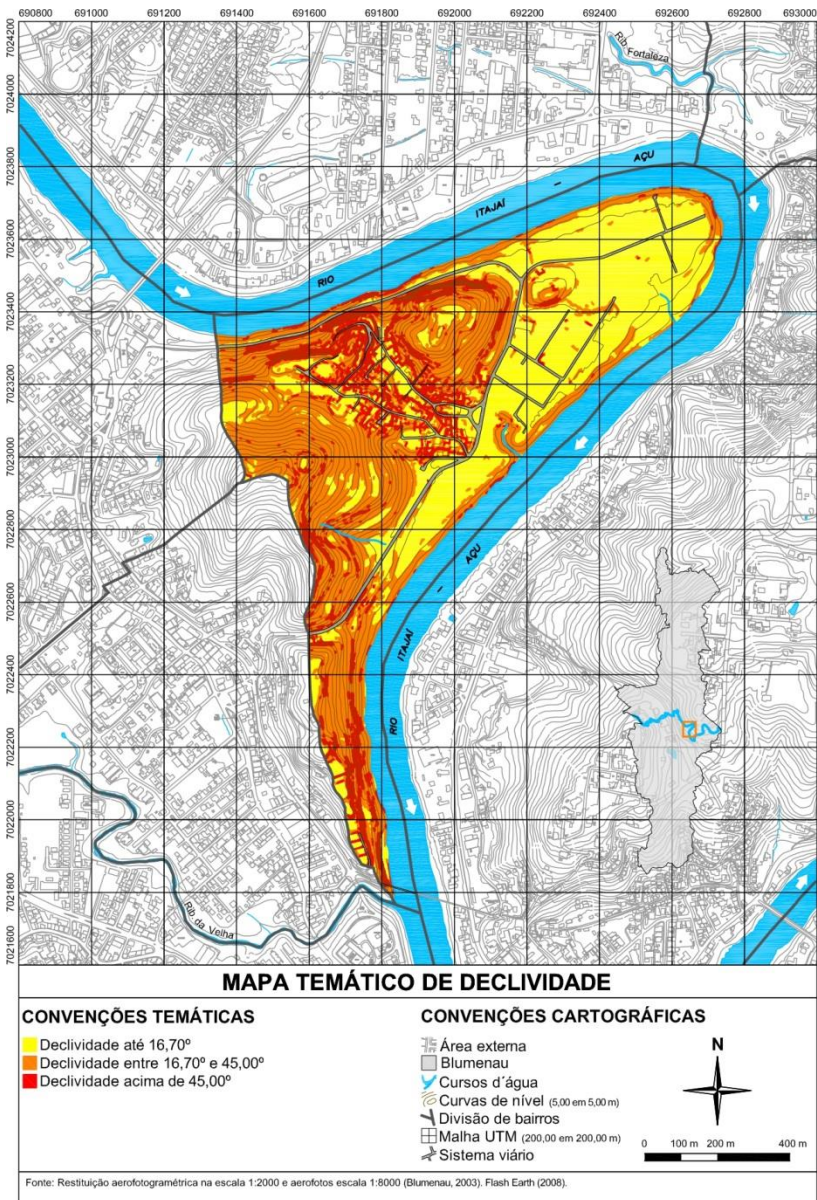 690800 691000 691200 691400 691600 691800 692000 692200 692400 692600 692800 693000
7024200
7024000
7023800
7023600
7023400
7023200
7023000
7022800
7022600
7022400
7022200
7022000
7021800
7021600
Rib. Fortaleza
RIO ITAJAÍ - AÇU
RIO ITAJAÍ - AÇU
Rib. da Velha
MAPA TEMÁTICO DE DECLIVIDADE
CONVENÇÕES TEMÁTICAS
Declividade até 16,70º
Declividade entre 16,70º e 45,00º
Declividade acima de 45,00º
CONVENÇÕES CARTOGRÁFICAS
Área externa
Blumenau
Cursos d´água
Curvas de nível (5,00 em 5,00 m)
Divisão de bairros
Malha UTM (200,00 em 200,00 m)
Sistema viário
N
0 100 m 200 m 400 m
Fonte: Restituição aerofotogramétrica na escala 1:2000 e aerofotos escala 1:8000 (Blumenau, 2003). Flash Earth (2008).